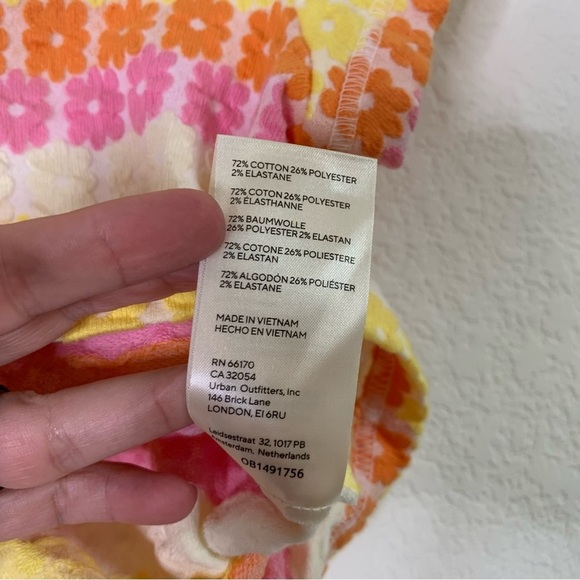 72% COTTON 26% POLYESTER
2% ELASTANE
72% COTON 26% POLYESTER
2% ÉLASTHANNE
72% BAUMWOLLE
26% POLYESTER 2% ELASTAN
72% COTONE 26% POLIESTERE
2% ELASTAN
72% ALGODÓN 26% POLIÉSTER
2% ELASTANE
MADE IN VIETNAM
HECHO EN VIETNAM
RN 66170
CA 32054
Urban Outfitters, Inc
146 Brick Lane
LONDON, E1 6RU
Leidsestraat 32, 1017 PB
Amsterdam, Netherlands
OB1491756